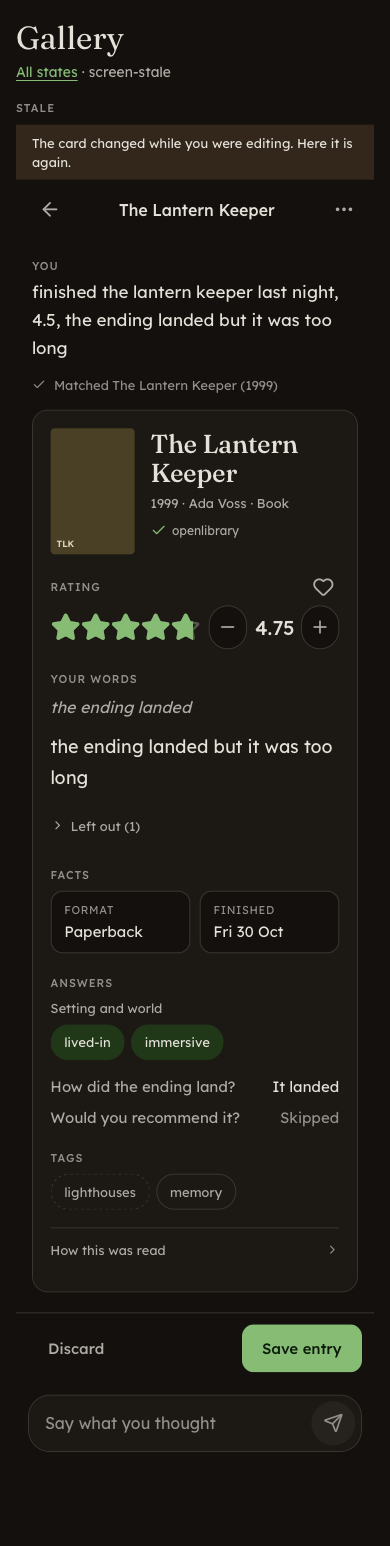 Gallery
All states · screen-stale
STALE
The card changed while you were editing. Here it is
again.
The Lantern Keeper
YOU
finished the lantern keeper last night,
4.5, the ending landed but it was too
long
Matched The Lantern Keeper (1999)
The Lantern
Keeper
1999 · Ada Voss · Book
openlibrary
TLK
RATING
4.75
YOUR WORDS
the ending landed
the ending landed but it was too
long
Left out (1)
FACTS
FORMAT
Paperback
FINISHED
Fri 30 Oct
ANSWERS
Setting and world
lived-in immersive
How did the ending land? It landed
Would you recommend it? Skipped
TAGS
lighthouses memory
How this was read
Discard Save entry
Say what you thought